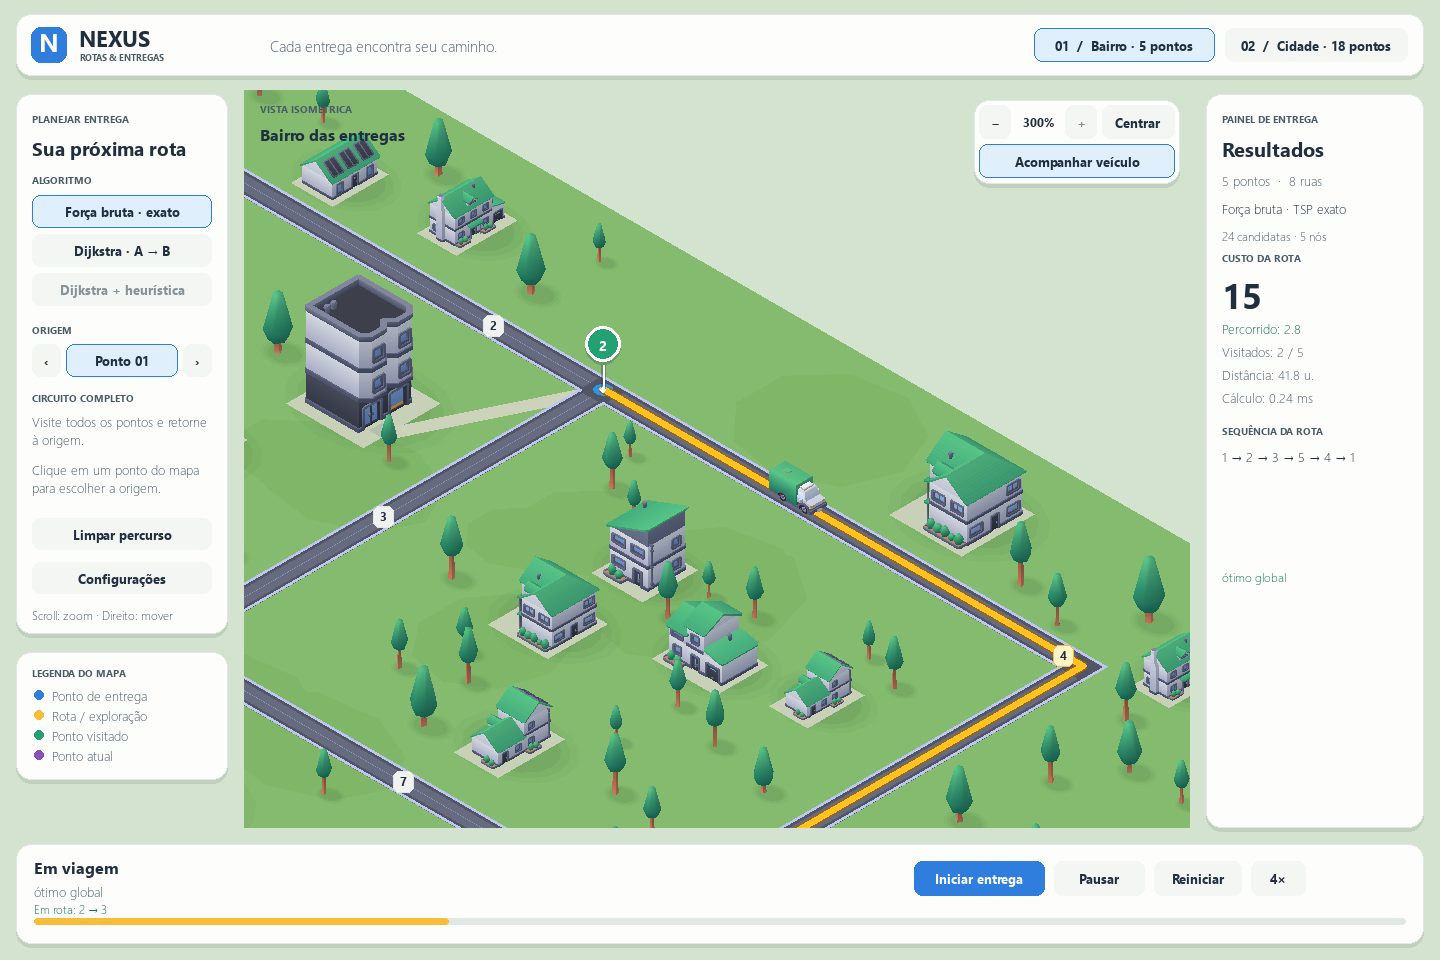 N
NEXUS
ROTAS & ENTREGAS
Cada entrega encontra seu caminho.
01 / Bairro · 5 pontos
02 / Cidade · 18 pontos
PLANEJAR ENTREGA
Sua próxima rota
ALGORITMO
Força bruta · exato
Dijkstra · A → B
Dijkstra + heurística
ORIGEM
‹
Ponto 01
›
CIRCUITO COMPLETO
Visite todos os pontos e retorne
à origem.
Clique em um ponto do mapa
para escolher a origem.
Limpar percurso
Configurações
Scroll: zoom · Direito: mover
LEGENDA DO MAPA
Ponto de entrega
Rota / exploração
Ponto visitado
Ponto atual
VISTA ISOMÉTRICA
Bairro das entregas
–
300%
+
Centrar
Acompanhar veículo
2
2
3
4
7
PAINEL DE ENTREGA
Resultados
5 pontos · 8 ruas
Força bruta · TSP exato
24 candidatas · 5 nós
CUSTO DA ROTA
15
Percorrido: 2.8
Visitados: 2 / 5
Distância: 41.8 u.
Cálculo: 0.24 ms
SEQUÊNCIA DA ROTA
1 → 2 → 3 → 5 → 4 → 1
ótimo global
Em viagem
ótimo global
Em rota: 2 → 3
Iniciar entrega
Pausar
Reiniciar
4×